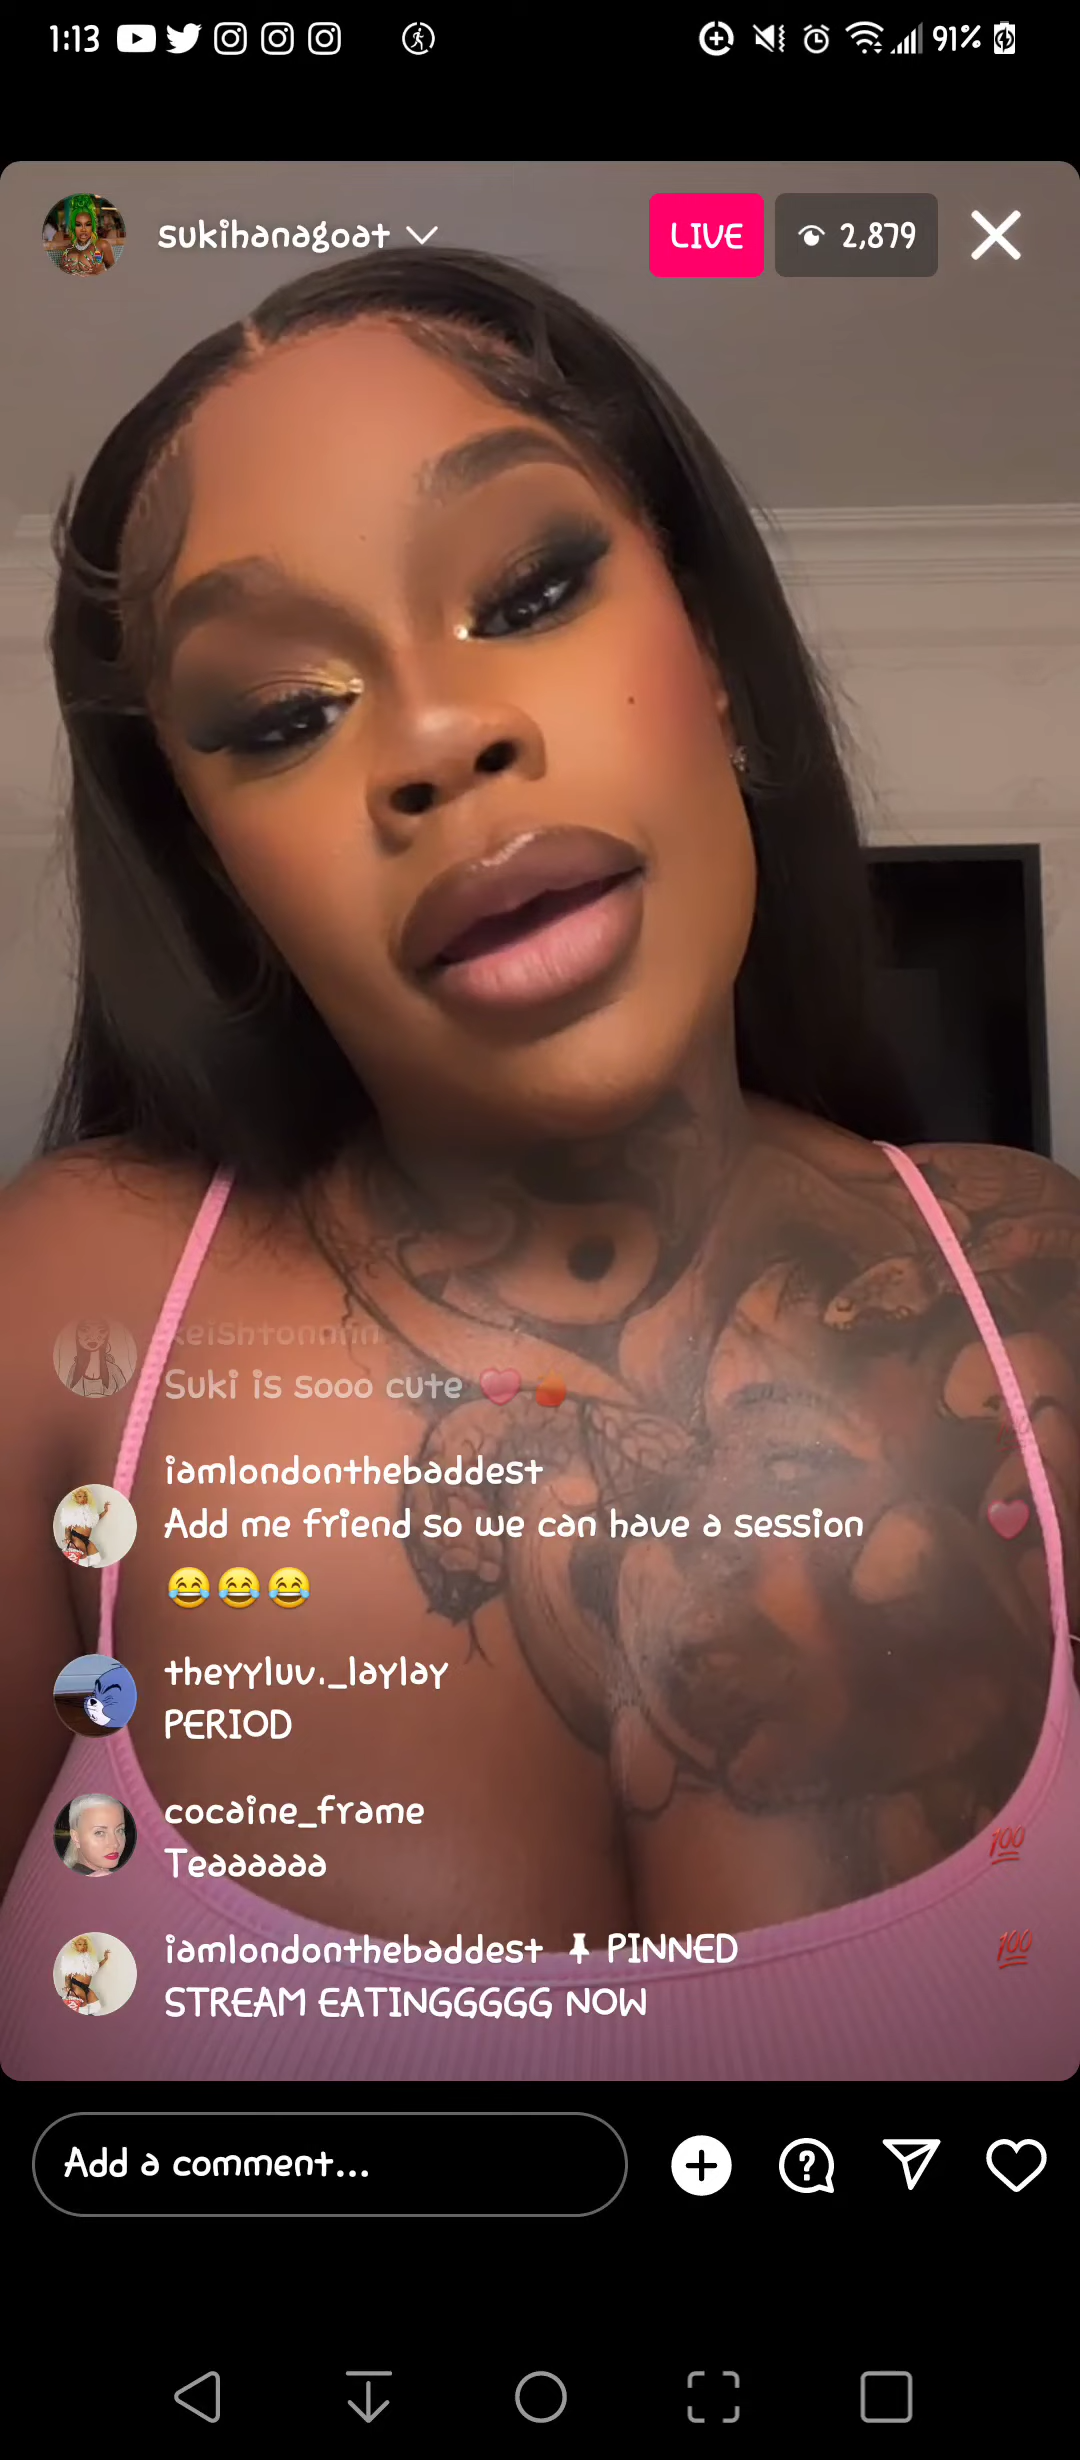 1:13
91%
sukihanagoat
LIVE
2,879
keishtonnnn
Suki is sooo cute ❤️🔥
iamlondonthebaddest
Add me friend so we can have a session
😂😂😂
theyyluv._laylay
PERIOD
cocaine_frame
Teaaaaaa
iamlondonthebaddest 📌 PINNED
STREAM EATINGGGGG NOW
💯
💯
Add a comment...